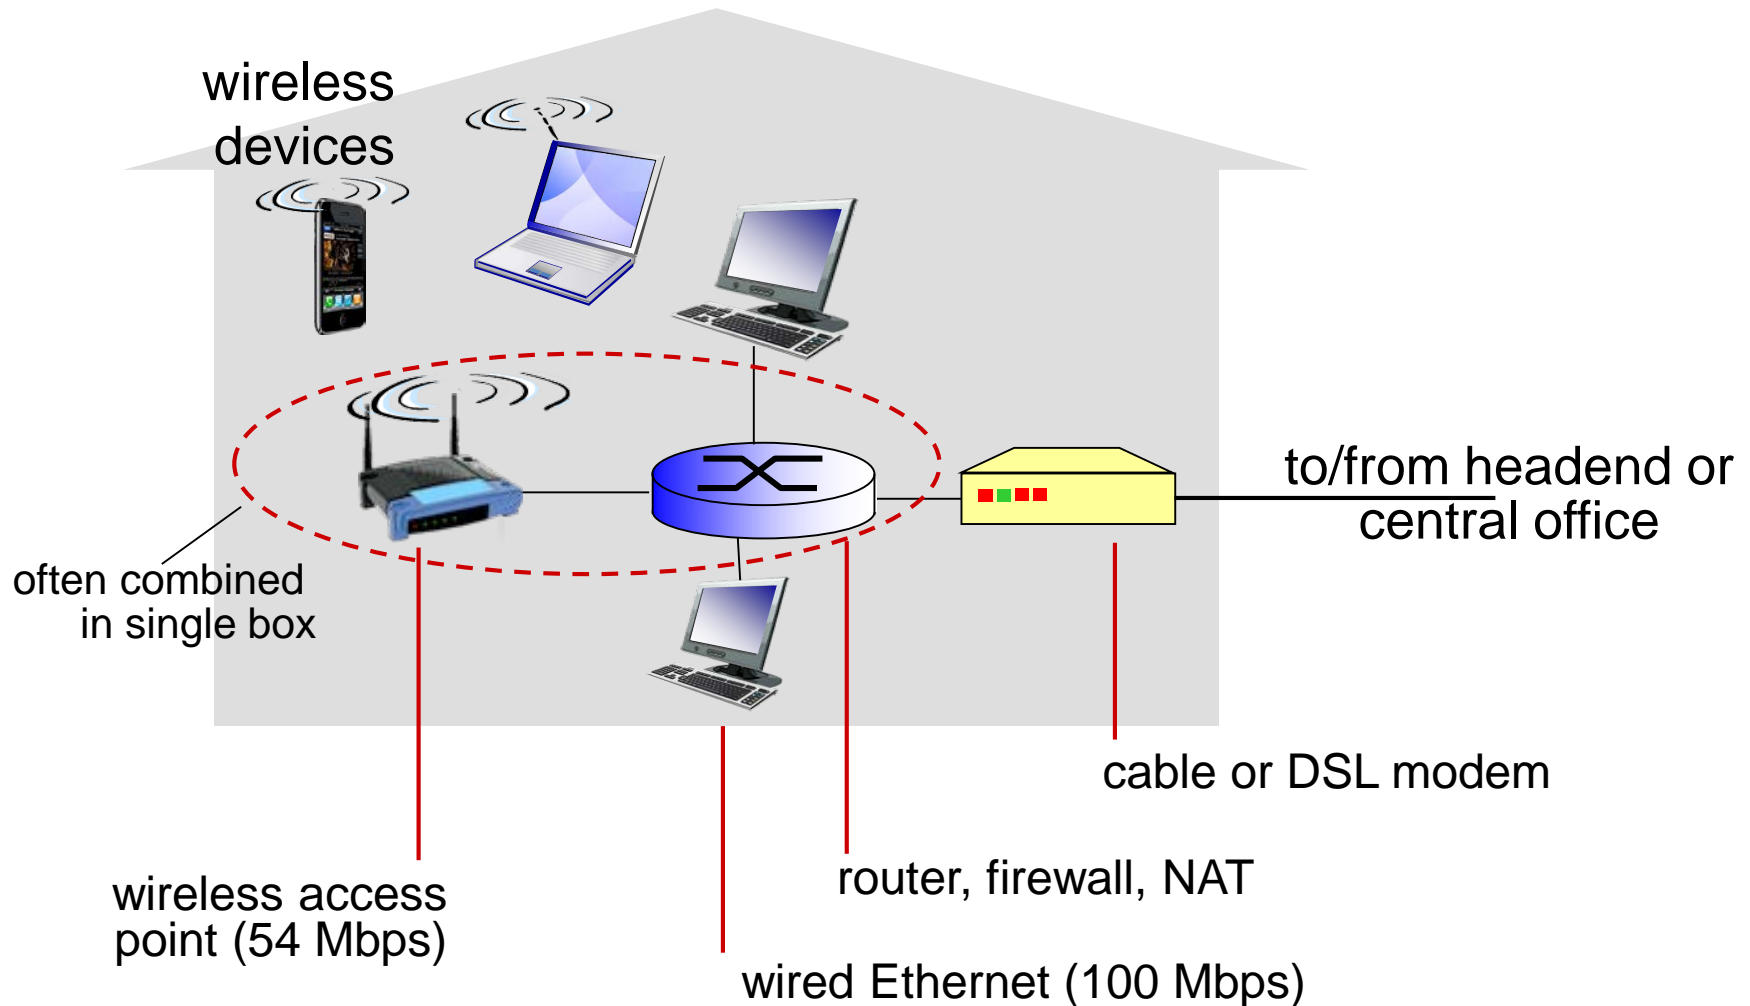 wireless
devices
to/from headend or
central office
often combined
in single box
cable or DSL modem
router, firewall, NAT
wireless access
point (54 Mbps)
wired Ethernet (100 Mbps)